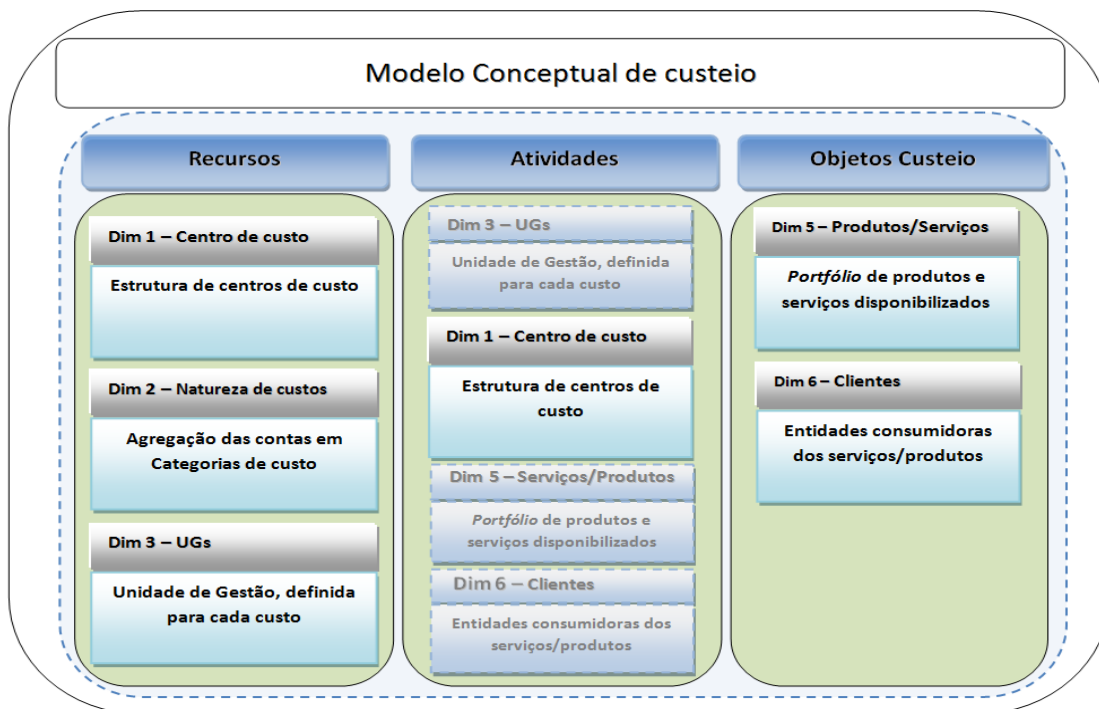 Modelo Conceptual de custeio
Recursos
Dim 1 – Centro de custo
Estrutura de centros de custo
Dim 2 – Natureza de custos
Agregação das contas em
Categorias de custo
Dim 3 – UGs
Unidade de Gestão, definida
para cada custo
Atividades
Dim 3 – UGs
Unidade de Gestão, definida
para cada custo
Dim 1 – Centro de custo
Estrutura de centros de
custo
Dim 5 – Serviços/Produtos
Portfólio de produtos e
serviços disponibilizados
Dim 6 – Clientes
Entidades consumidoras dos
serviços/produtos
Objetos Custeio
Dim 5 – Produtos/Serviços
Portfólio de produtos e
serviços disponibilizados
Dim 6 – Clientes
Entidades consumidoras
dos serviços/produtos